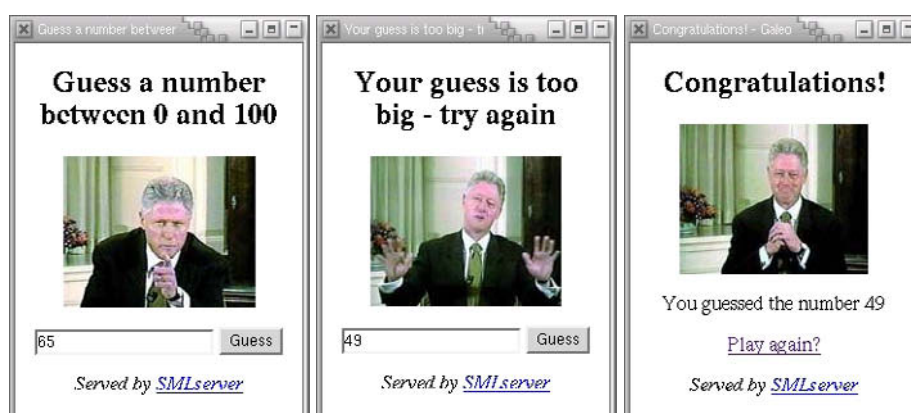 Guess a number between
Guess a number
between 0 and 100
65
Guess
Served by SMLserver
Your guess is too big - tr
Your guess is too
big - try again
49
Guess
Served by SMLserver
Congratulations! - Galeo
Congratulations!
You guessed the number 49
Play again?
Served by SMLserver